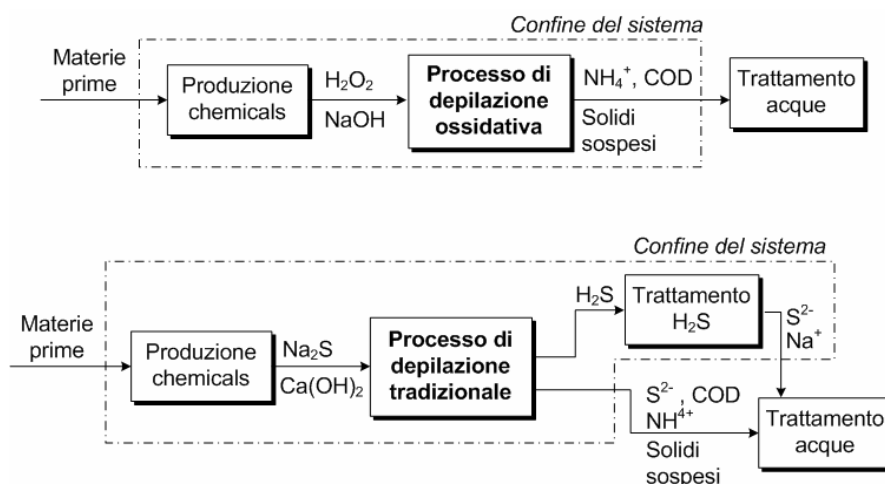 Confine del sistema
Materie
prime
Produzione
chemicals
H₂O₂
NaOH
Processo di
depilazione
ossidativa
NH₄⁺, COD
Solidi
sospesi
Trattamento
acque
Confine del sistema
Materie
prime
Produzione
chemicals
Na₂S
Ca(OH)₂
Processo di
depilazione
tradizionale
H₂S
Trattamento
H₂S
S²⁻
Na⁺
S²⁻ , COD
NH⁴⁺
Solidi
sospesi
Trattamento
acque